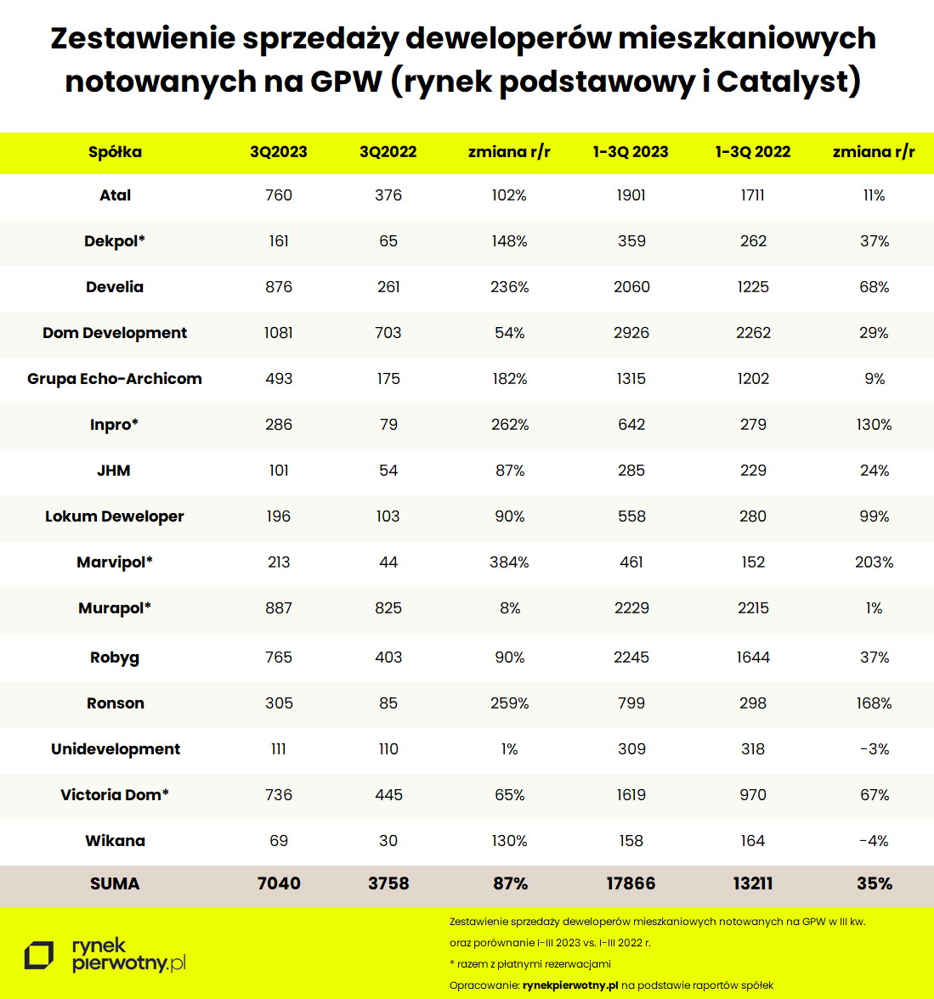 Zestawienie sprzedaży deweloperów mieszkaniowych
notowanych na GPW (rynek podstawowy i Catalyst)
Spółka 3Q2023 3Q2022 zmiana r/r 1-3Q 2023 1-3Q 2022 zmiana r/r
Atal 760 376 102% 1901 1711 11%
Dekpol* 161 65 148% 359 262 37%
Develia 876 261 236% 2060 1225 68%
Dom Development 1081 703 54% 2926 2262 29%
Grupa Echo-Archicom 493 175 182% 1315 1202 9%
Inpro* 286 79 262% 642 279 130%
JHM 101 54 87% 285 229 24%
Lokum Deweloper 196 103 90% 558 280 99%
Marvipol* 213 44 384% 461 152 203%
Murapol* 887 825 8% 2229 2215 1%
Robyg 765 403 90% 2245 1644 37%
Ronson 305 85 259% 799 298 168%
Unidevelopment 111 110 1% 309 318 -3%
Victoria Dom* 736 445 65% 1619 970 67%
Wikana 69 30 130% 158 164 -4%
SUMA 7040 3758 87% 17866 13211 35%
rynek
pierwotny.pl
Zestawienie sprzedaży deweloperów mieszkaniowych notowanych na GPW w III kw.
oraz porównanie I-III 2023 vs. I-III 2022 r.
* razem z płatnymi rezerwacjami
Opracowanie: rynekpierwotny.pl na podstawie raportów spółek